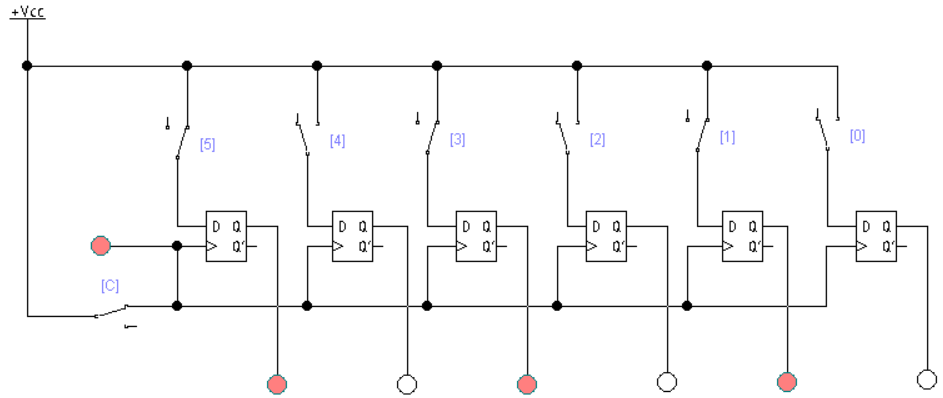 +Vcc
[5] [4] [3] [2] [1] [0]
D Q D Q D Q D Q D Q D Q
Q' Q' Q' Q' Q' Q'
[C]